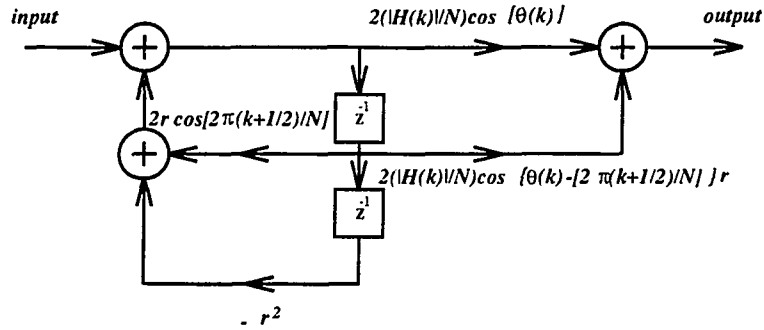 input
2(|H(k)|/N)cos [θ(k)]
output
+
+
z⁻¹
2r cos[2π(k+1/2)/N]
+
2(|H(k)|/N)cos {θ(k)-[2 π(k+1/2)/N] } r
z⁻¹
- r²